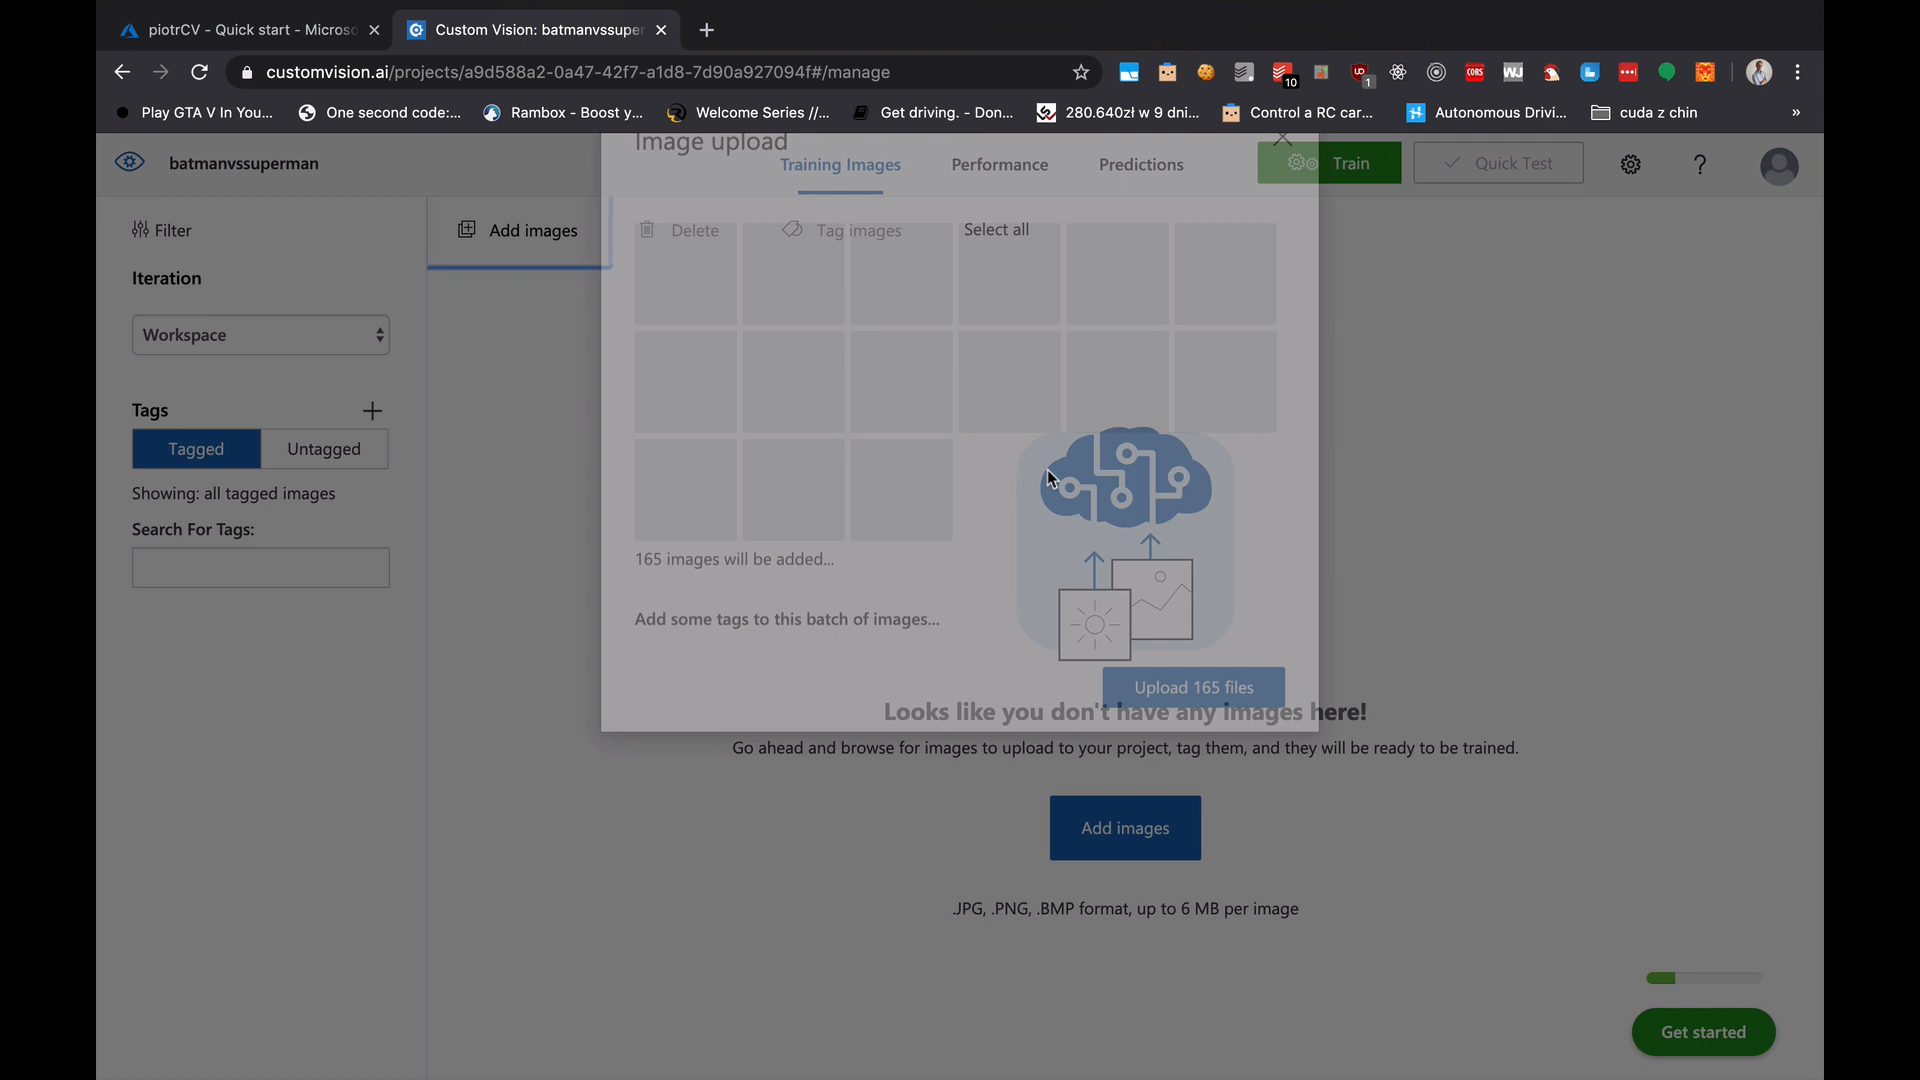 piotrCV - Quick start - Microso
Custom Vision: batmanvssuper
customvision.ai/projects/a9d588a2-0a47-42f7-a1d8-7d90a927094f#/manage
10
1
CORS
WJ
Play GTA V In You...
One second code:...
Rambox - Boost y...
Welcome Series //...
Get driving. - Don...
280.640zł w 9 dni...
Control a RC car...
Autonomous Drivi...
cuda z chin
»
batmanvssuperman
Image upload
Training Images
Performance
Predictions
Train
Quick Test
?
Filter
Add images
Delete
Tag images
Select all
Iteration
Workspace
Tags
Tagged
Untagged
Showing: all tagged images
Search For Tags:
165 images will be added...
Add some tags to this batch of images...
Upload 165 files
Looks like you don't have any images here!
Go ahead and browse for images to upload to your project, tag them, and they will be ready to be trained.
Add images
.JPG, .PNG, .BMP format, up to 6 MB per image
Get started